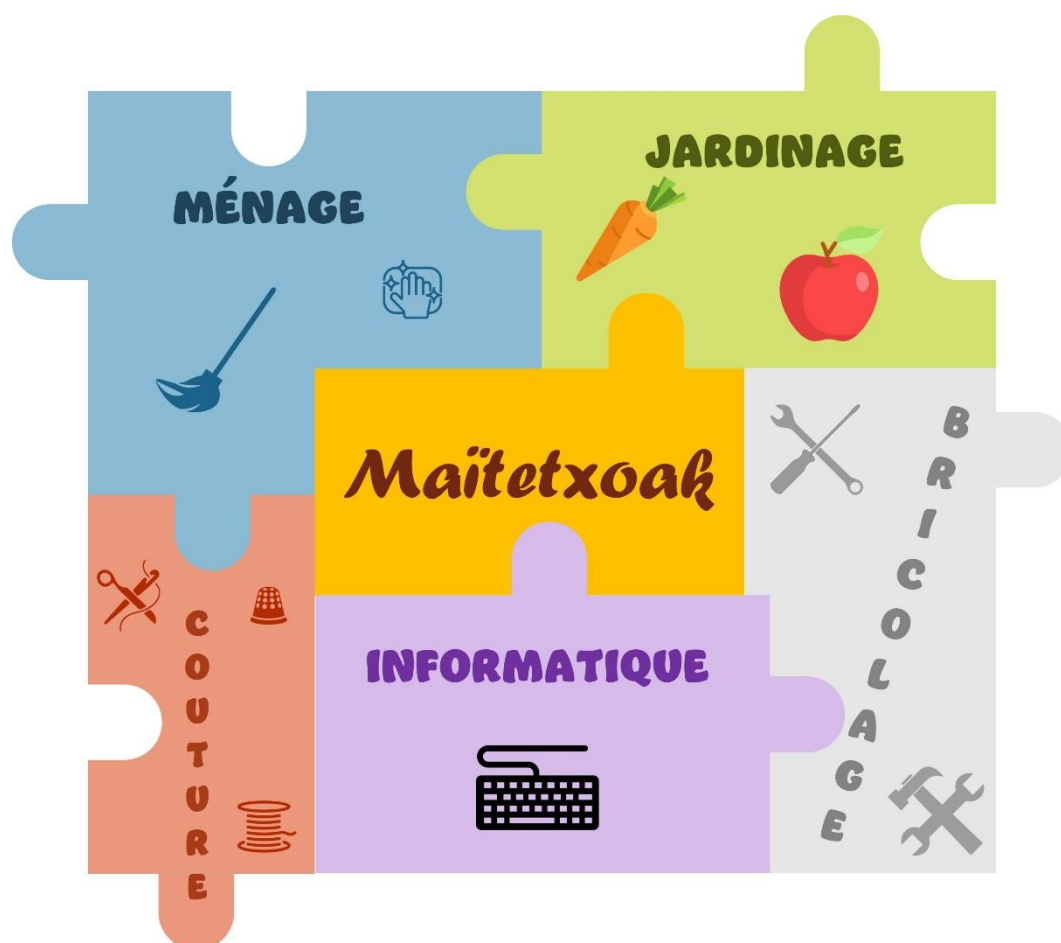 JARDINAGE
MÉNAGE
Maïtetxoak
BRICOLAGE
COUTURE
INFORMATIQUE